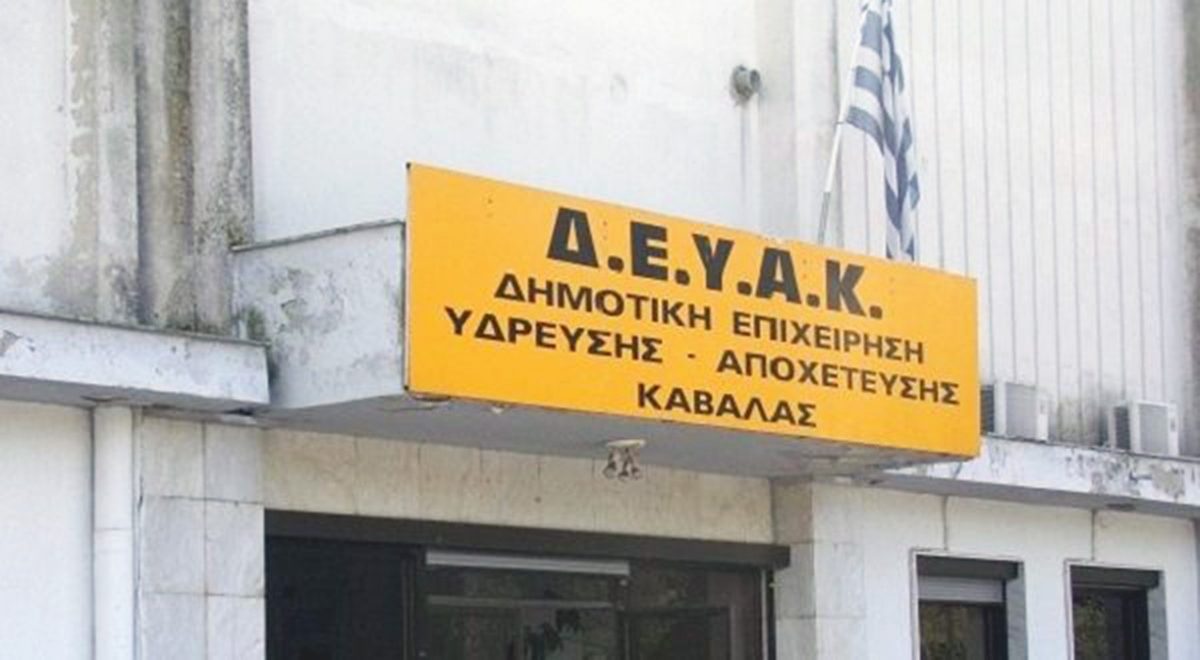 Δ.Ε.Υ.Α.Κ.
ΔΗΜΟΤΙΚΗ ΕΠΙΧΕΙΡΗΣΗ
ΥΔΡΕΥΣΗΣ - ΑΠΟΧΕΤΕΥΣΗΣ
ΚΑΒΑΛΑΣ